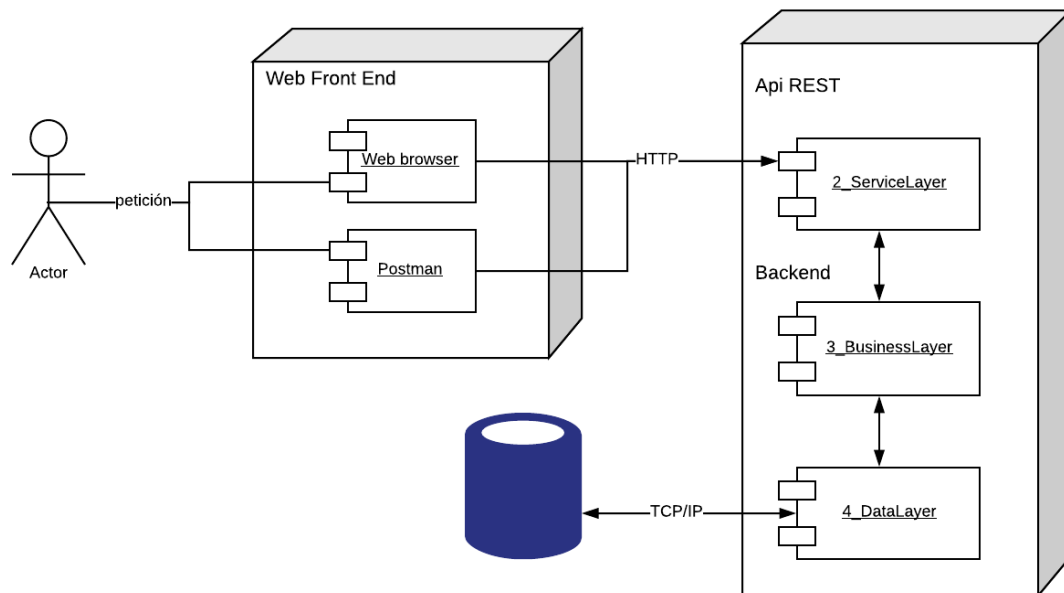 Web Front End
Api REST
Web browser
HTTP
2_ServiceLayer
petición
Actor
Postman
Backend
3_BusinessLayer
TCP/IP
4_DataLayer